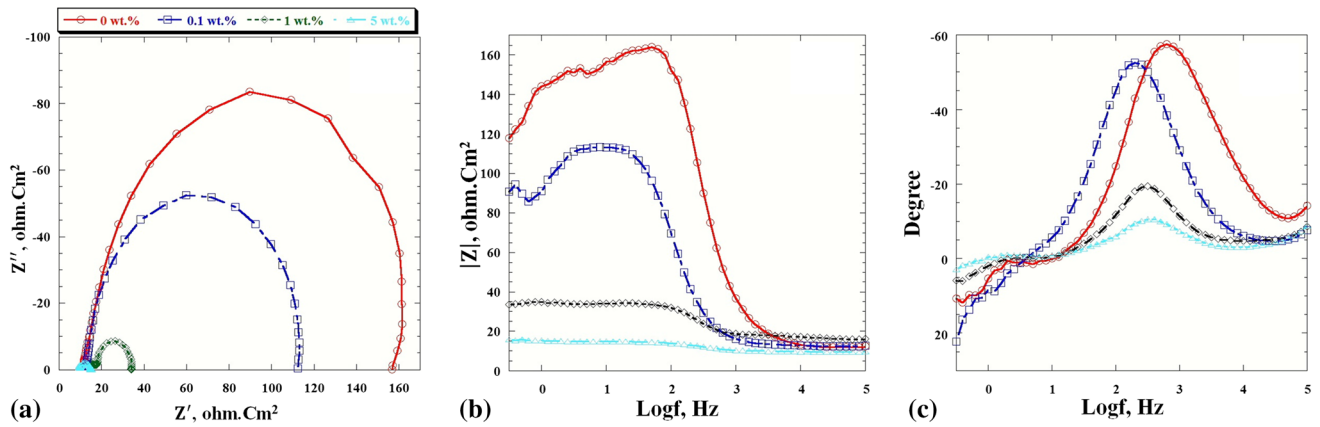 0 wt.% 0.1 wt.% 1 wt.% 5 wt.%
-100
-80
-60
-40
-20
0
Z′′, ohm.Cm²
0 20 40 60 80 100 120 140 160
Z′, ohm.Cm²
(a)
160
140
120
100
80
60
40
20
0
|Z|, ohm.Cm²
0 1 2 3 4 5
Logf, Hz
(b)
-60
-40
-20
0
20
Degree
0 1 2 3 4 5
Logf, Hz
(c)